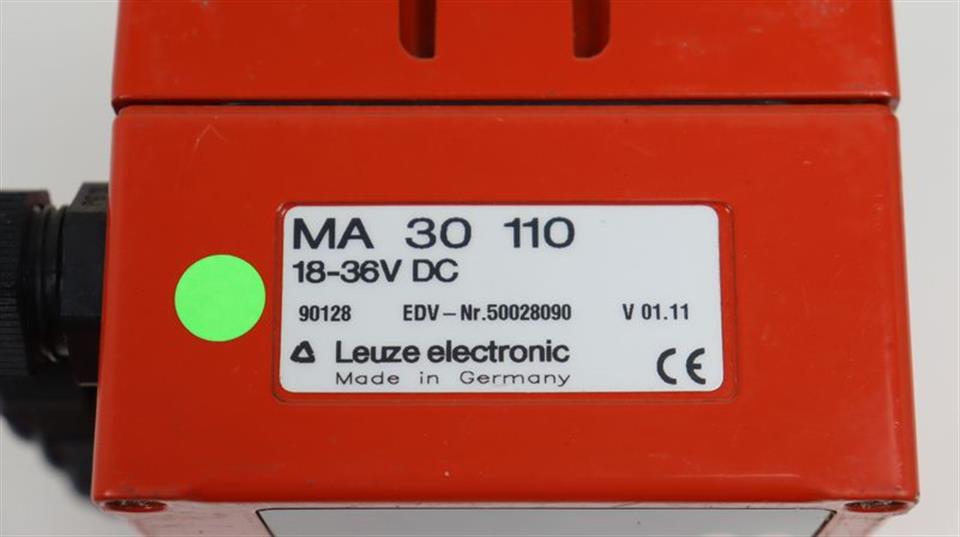 MA 30 110
18-36V DC
90128 EDV-Nr.50028090 V 01.11
Leuze electronic
Made in Germany
CE